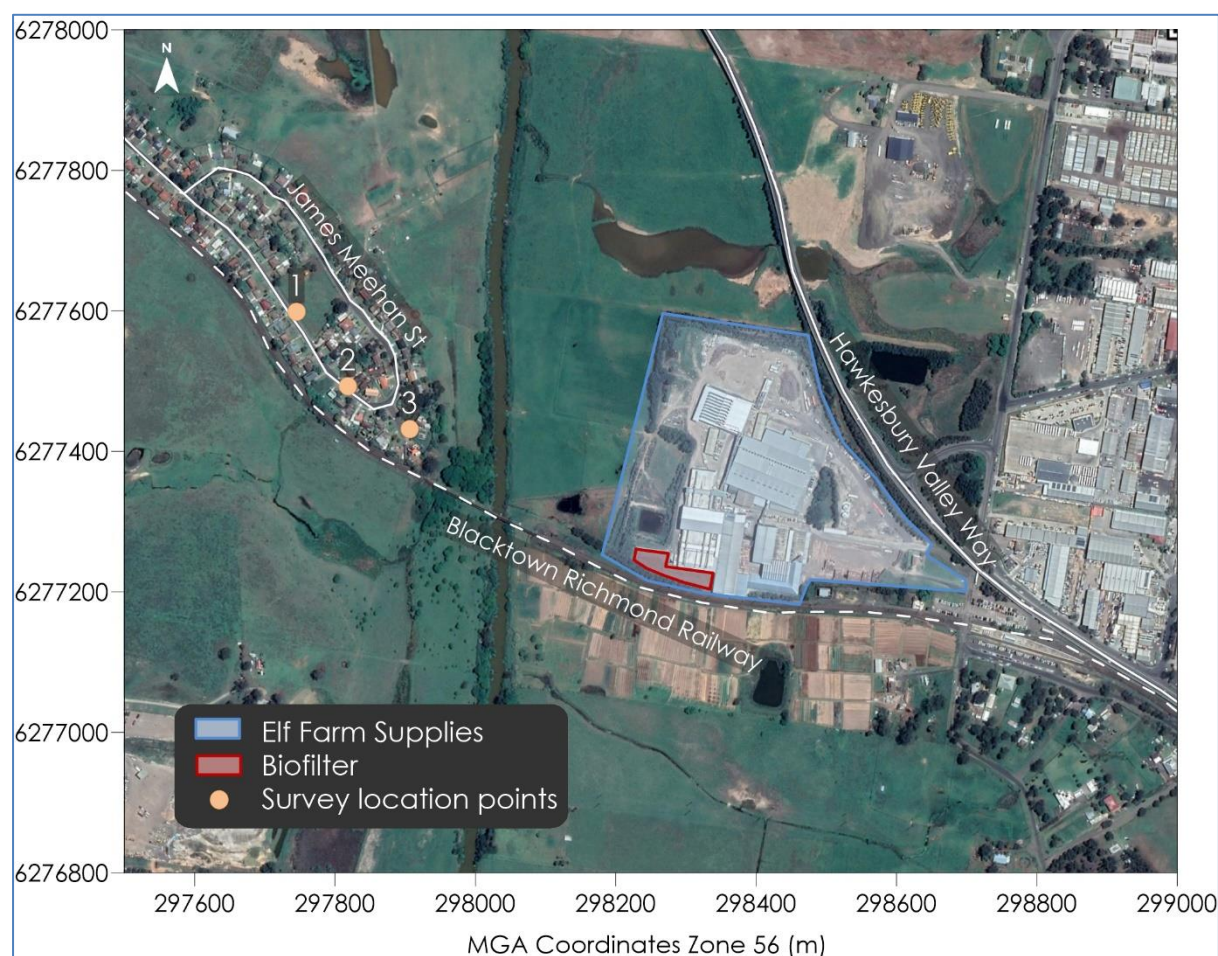 6278000
N
6277800
James Meehan St
1
6277600
2
3
Hawkesbury Valley Way
6277400
Blacktown Richmond Railway
6277200
6277000
Elf Farm Supplies
Biofilter
Survey location points
6276800
297600 297800 298000 298200 298400 298600 298800 299000
MGA Coordinates Zone 56 (m)